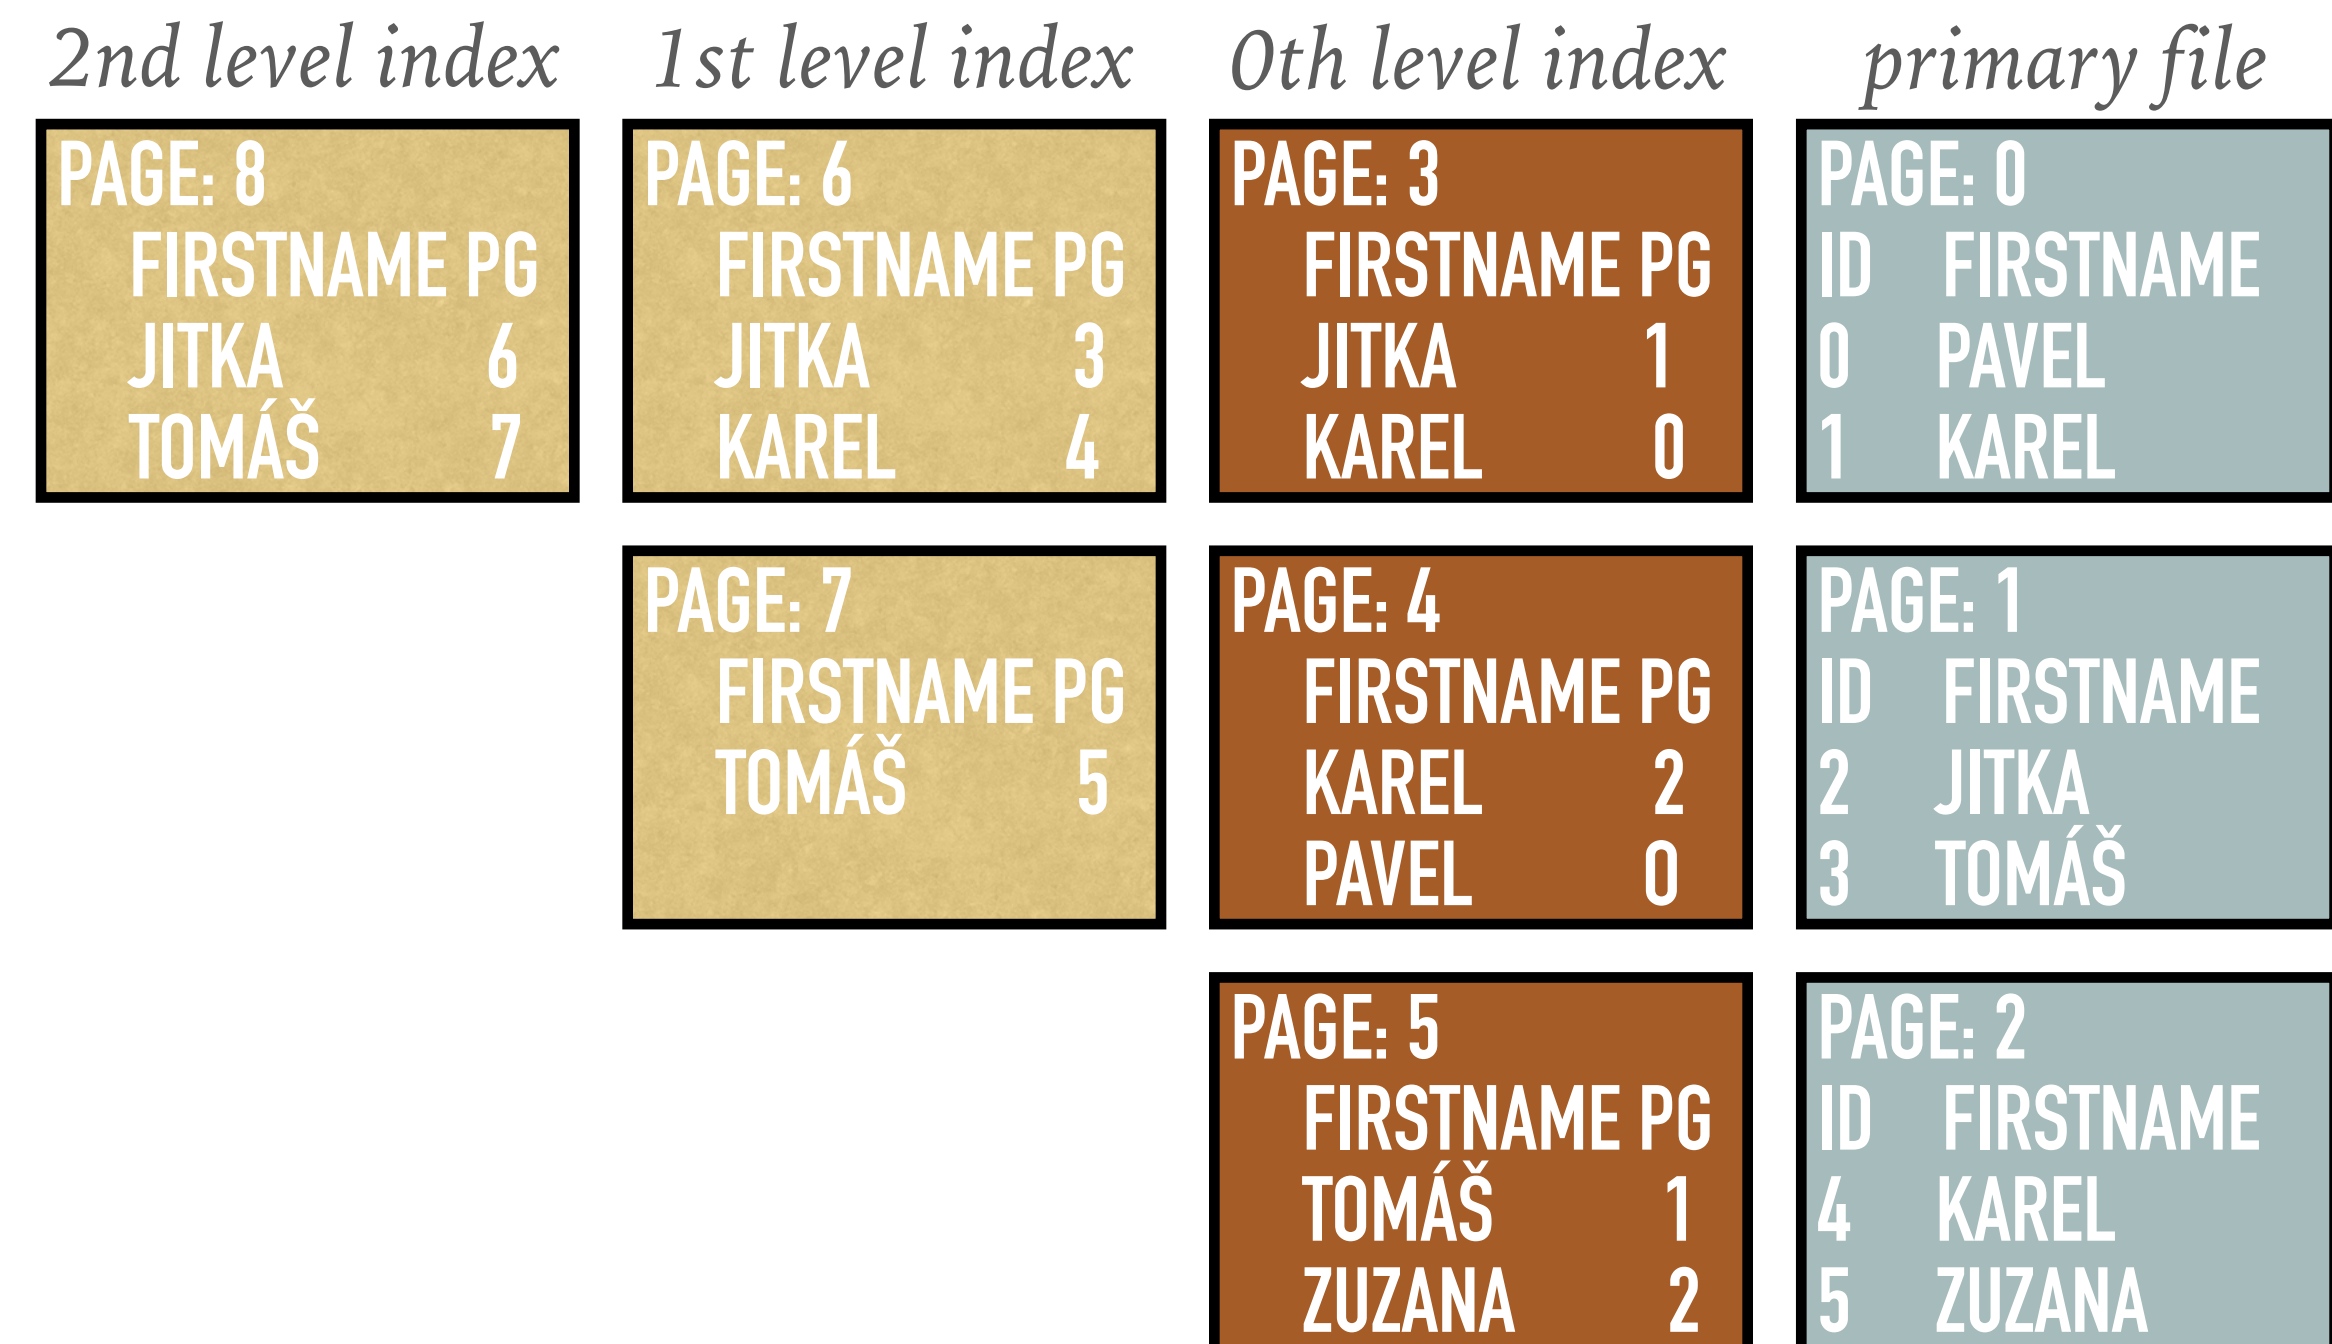 2nd level index
PAGE: 8
FIRSTNAME PG
JITKA 6
TOMÁŠ 7
1st level index
PAGE: 6
FIRSTNAME PG
JITKA 3
KAREL 4
PAGE: 7
FIRSTNAME PG
TOMÁŠ 5
0th level index
PAGE: 3
FIRSTNAME PG
JITKA 1
KAREL 0
PAGE: 4
FIRSTNAME PG
KAREL 2
PAVEL 0
PAGE: 5
FIRSTNAME PG
TOMÁŠ 1
ZUZANA 2
primary file
PAGE: 0
ID FIRSTNAME
0 PAVEL
1 KAREL
PAGE: 1
ID FIRSTNAME
2 JITKA
3 TOMÁŠ
PAGE: 2
ID FIRSTNAME
4 KAREL
5 ZUZANA